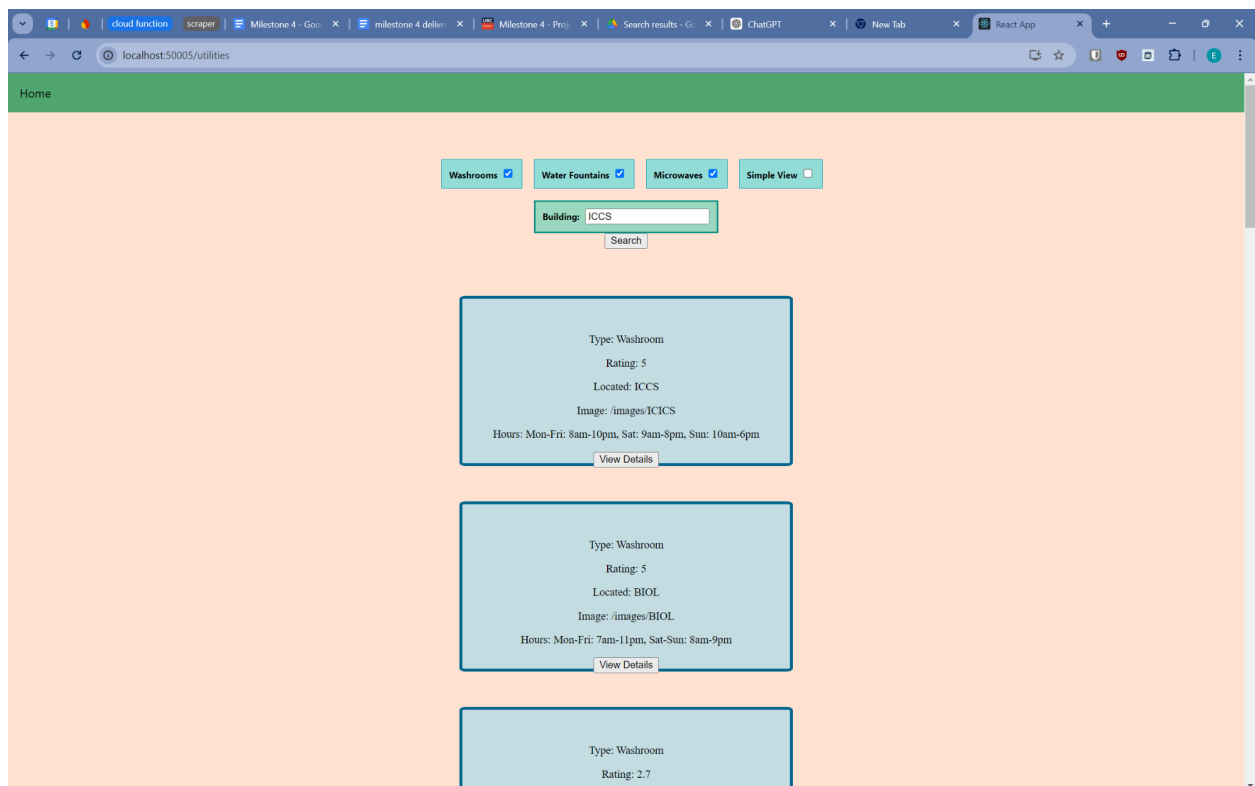 cloud function scraper Milestone 4 - Goo milestone 4 delive Milestone 4 - Proj Search results - Go ChatGPT New Tab React App
localhost:50005/utilities
Home
Washrooms Water Fountains Microwaves Simple View
Building: ICCS
Search
Type: Washroom
Rating: 5
Located: ICCS
Image: /images/ICICS
Hours: Mon-Fri: 8am-10pm, Sat: 9am-8pm, Sun: 10am-6pm
View Details
Type: Washroom
Rating: 5
Located: BIOL
Image: /images/BIOL
Hours: Mon-Fri: 7am-11pm, Sat-Sun: 8am-9pm
View Details
Type: Washroom
Rating: 2.7